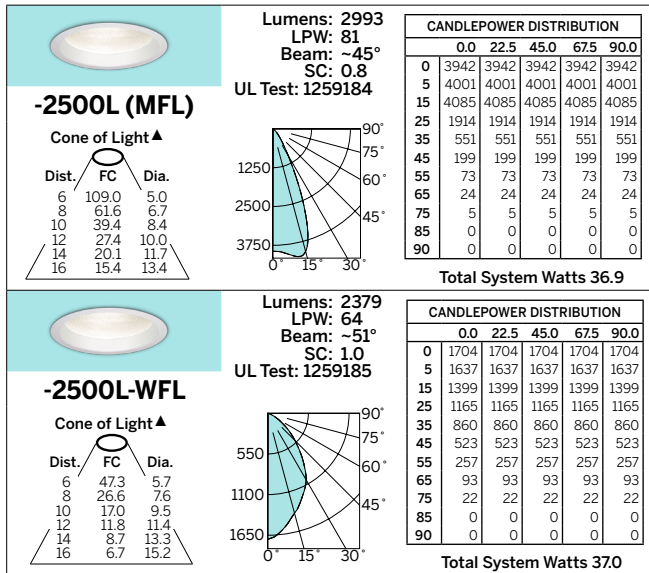 Lumens: 2993
LPW: 81
Beam: ~45°
SC: 0.8
UL Test: 1259184
-2500L (MFL)
Cone of Light▲
Dist. FC Dia.
6 109.0 5.0
8 61.6 6.7
10 39.4 8.4
12 27.4 10.0
14 20.1 11.7
16 15.4 13.4
90°
75°
1250
60°
2500
45°
3750
0° 15° 30°
CANDLEPOWER DISTRIBUTION
0.0 22.5 45.0 67.5 90.0
0 3942 3942 3942 3942 3942
5 4001 4001 4001 4001 4001
15 4085 4085 4085 4085 4085
25 1914 1914 1914 1914 1914
35 551 551 551 551 551
45 199 199 199 199 199
55 73 73 73 73 73
65 24 24 24 24 24
75 5 5 5 5 5
85 0 0 0 0 0
90 0 0 0 0 0
Total System Watts 36.9
Lumens: 2379
LPW: 64
Beam: ~51°
SC: 1.0
UL Test: 1259185
-2500L-WFL
Cone of Light▲
Dist. FC Dia.
6 47.3 5.7
8 26.6 7.6
10 17.0 9.5
12 11.8 11.4
14 8.7 13.3
16 6.7 15.2
90°
75°
550
60°
1100
45°
1650
0° 15° 30°
CANDLEPOWER DISTRIBUTION
0.0 22.5 45.0 67.5 90.0
0 1704 1704 1704 1704 1704
5 1637 1637 1637 1637 1637
15 1399 1399 1399 1399 1399
25 1165 1165 1165 1165 1165
35 860 860 860 860 860
45 523 523 523 523 523
55 257 257 257 257 257
65 93 93 93 93 93
75 22 22 22 22 22
85 0 0 0 0 0
90 0 0 0 0 0
Total System Watts 37.0